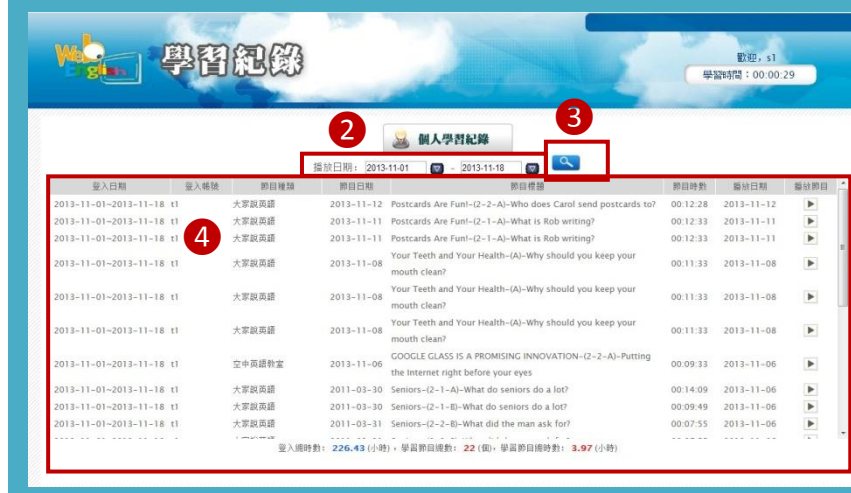 Web English 學習紀錄
歡迎, s1
學習時間：00:00:29
2
3
個人學習紀錄
播放日期： 2013-11-01 - 2013-11-18
登入日期 登入帳號 節目種類 節目日期 節目標題 節目時數 播放日期 播放節目
2013-11-01~2013-11-18 t1 大家說英語 2013-11-12 Postcards Are Fun!-(2-2-A)-Who does Carol send postcards to? 00:12:28 2013-11-12
2013-11-01~2013-11-18 t1 大家說英語 2013-11-11 Postcards Are Fun!-(2-1-A)-What is Rob writing? 00:12:33 2013-11-11
4
2013-11-01~2013-11-18 t1 大家說英語 2013-11-11 Postcards Are Fun!-(2-1-A)-What is Rob writing? 00:12:33 2013-11-11
2013-11-01~2013-11-18 t1 大家說英語 2013-11-08 Your Teeth and Your Health-(A)-Why should you keep your
mouth clean? 00:11:33 2013-11-08
2013-11-01~2013-11-18 t1 大家說英語 2013-11-08 Your Teeth and Your Health-(A)-Why should you keep your
mouth clean? 00:11:33 2013-11-08
2013-11-01~2013-11-18 t1 大家說英語 2013-11-08 Your Teeth and Your Health-(A)-Why should you keep your
mouth clean? 00:11:33 2013-11-08
2013-11-01~2013-11-18 t1 空中英語教室 2013-11-06 GOOGLE GLASS IS A PROMISING INNOVATION-(2-2-A)-Putting
the Internet right before your eyes 00:09:33 2013-11-06
2013-11-01~2013-11-18 t1 大家說英語 2011-03-30 Seniors-(2-1-A)-What do seniors do a lot? 00:14:09 2013-11-06
2013-11-01~2013-11-18 t1 大家說英語 2011-03-30 Seniors-(2-1-B)-What do seniors do a lot? 00:09:49 2013-11-06
2013-11-01~2013-11-18 t1 大家說英語 2011-03-31 Seniors-(2-2-B)-What did the man ask for? 00:07:55 2013-11-06
登入總時數： 226.43 (小時)，學習節目總數： 22 (個)，學習節目總時數： 3.97 (小時)